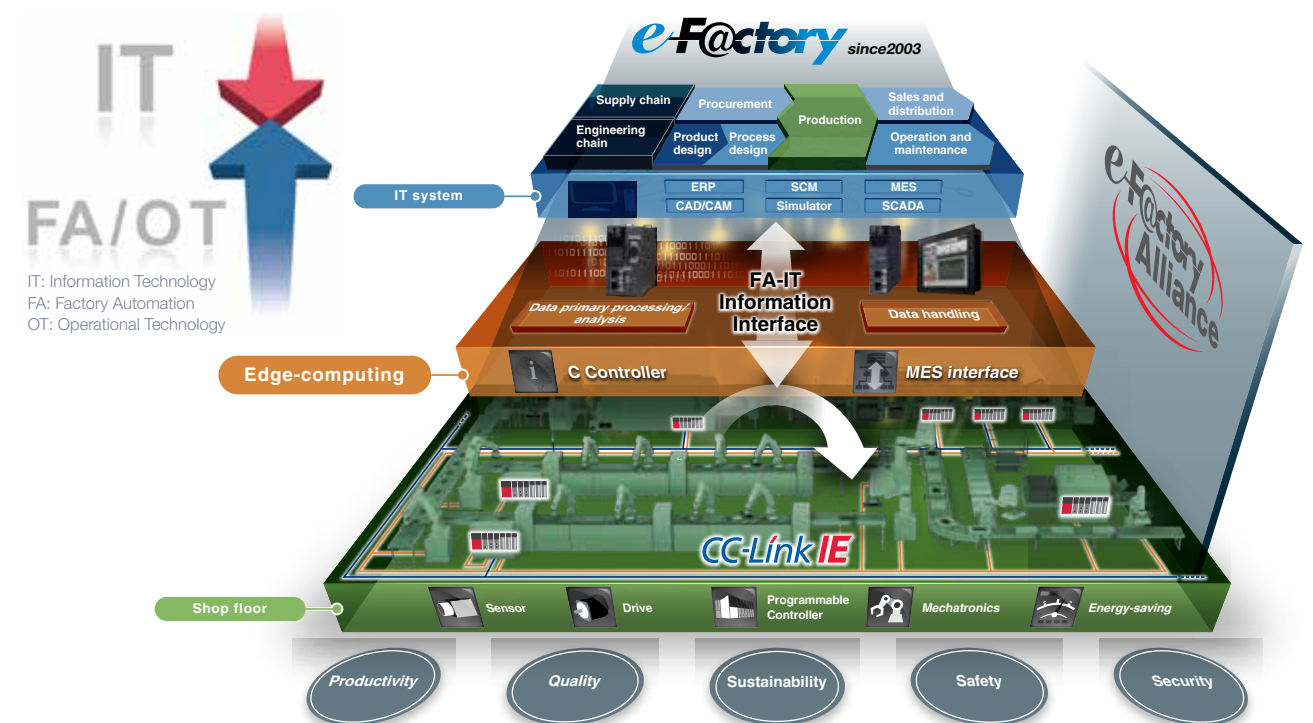 IT
FA/OT
IT: Information Technology
FA: Factory Automation
OT: Operational Technology
e-F@ctory since2003
Supply chain
Procurement
Production
Sales and
distribution
Engineering
chain
Product
design
Process
design
Operation and
maintenance
IT system
ERP
SCM
MES
CAD/CAM
Simulator
SCADA
FA-IT
Information
Interface
Data primary processing/
analysis
Data handling
Edge-computing
C Controller
MES interface
e-F@ctory
Alliance
CC-Link IE
Shop floor
Sensor
Drive
Programmable
Controller
Mechatronics
Energy-saving
Productivity
Quality
Sustainability
Safety
Security